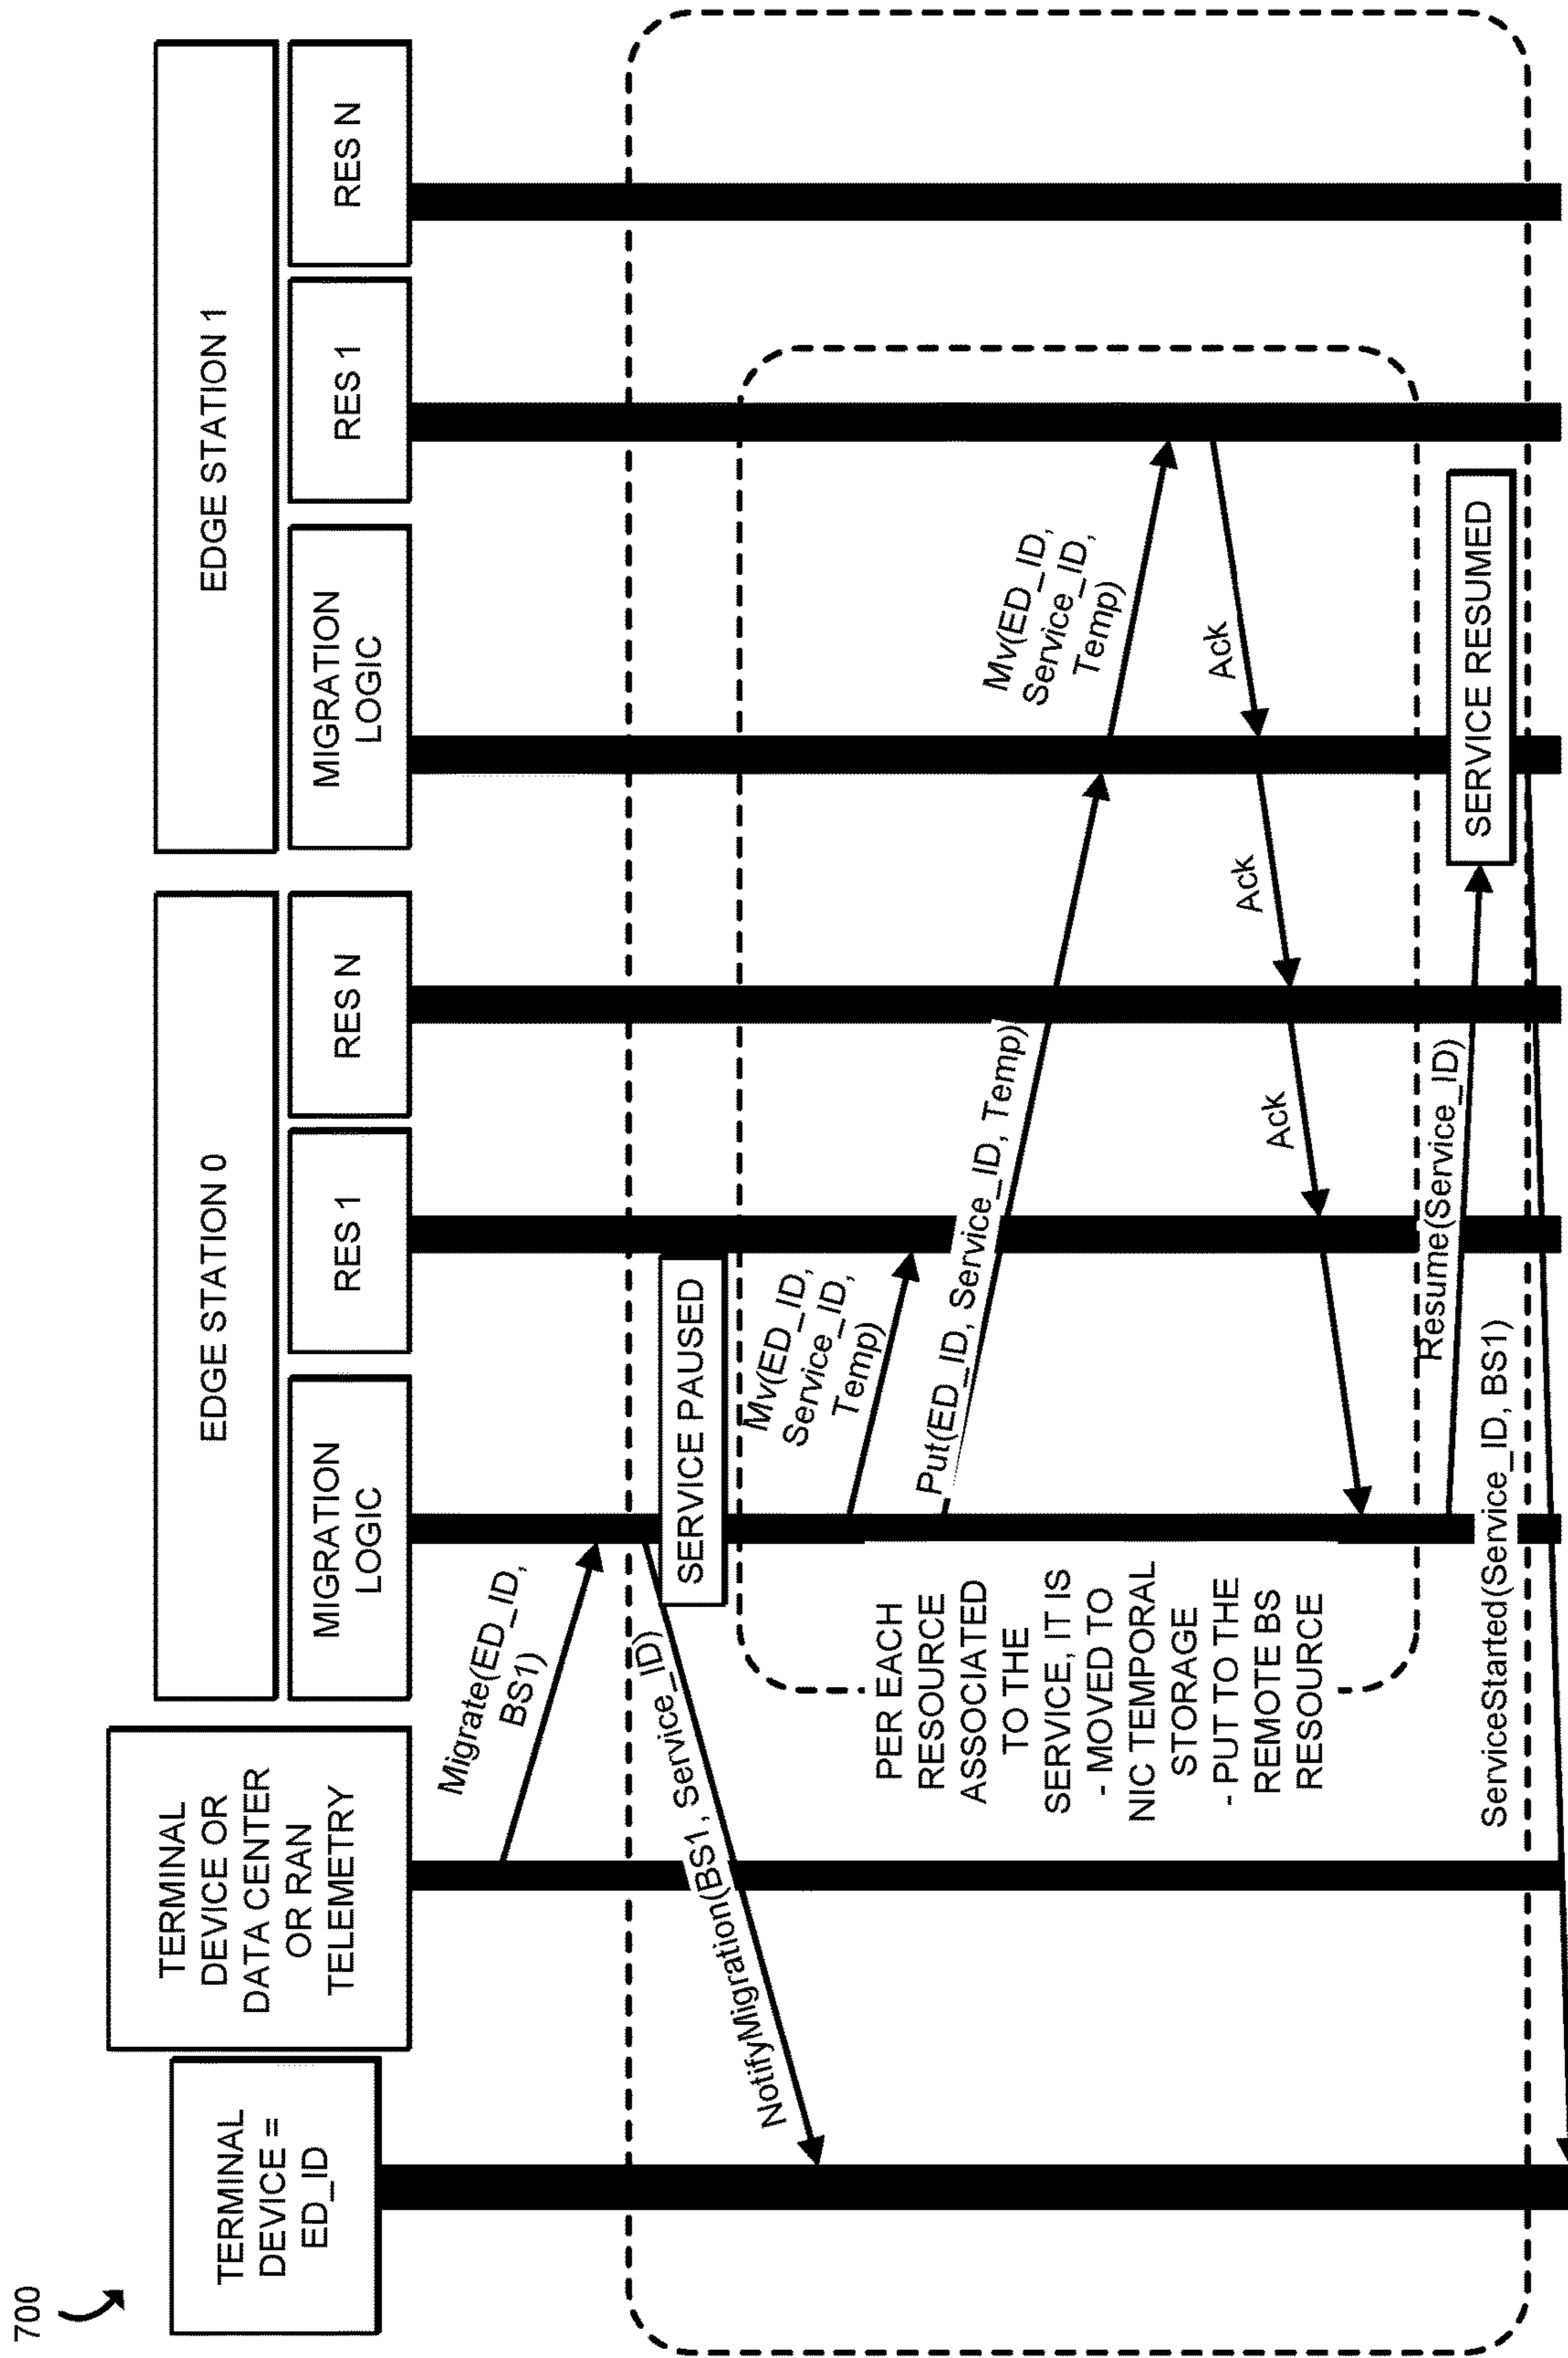 700
TERMINAL
DEVICE =
ED_ID
TERMINAL
DEVICE OR
DATA CENTER
OR RAN
TELEMETRY
EDGE STATION 0
MIGRATION
LOGIC
RES 1
RES N
EDGE STATION 1
MIGRATION
LOGIC
RES 1
RES N
Migrate(ED_ID,
BS1)
NotifyMigration(BS1, Service_ID)
SERVICE PAUSED
Mv(ED_ID,
Service_ID,
Temp)
PER EACH
RESOURCE
ASSOCIATED
TO THE
SERVICE, IT IS
- MOVED TO
NIC TEMPORAL
STORAGE
- PUT TO THE
REMOTE BS
RESOURCE
Put(ED_ID, Service_ID, Temp)
Mv(ED_ID,
Service_ID,
Temp)
Ack
Ack
Ack
Resume(Service_ID)
SERVICE RESUMED
ServiceStarted(Service_ID, BS1)